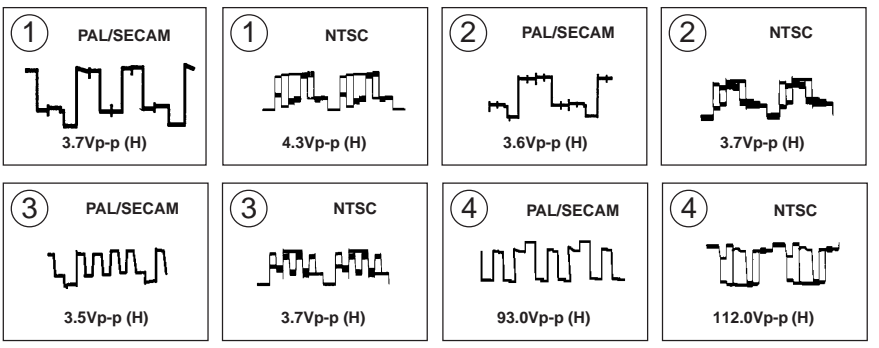 1 PAL/SECAM
3.7Vp-p (H)
1 NTSC
4.3Vp-p (H)
2 PAL/SECAM
3.6Vp-p (H)
2 NTSC
3.7Vp-p (H)
3 PAL/SECAM
3.5Vp-p (H)
3 NTSC
3.7Vp-p (H)
4 PAL/SECAM
93.0Vp-p (H)
4 NTSC
112.0Vp-p (H)